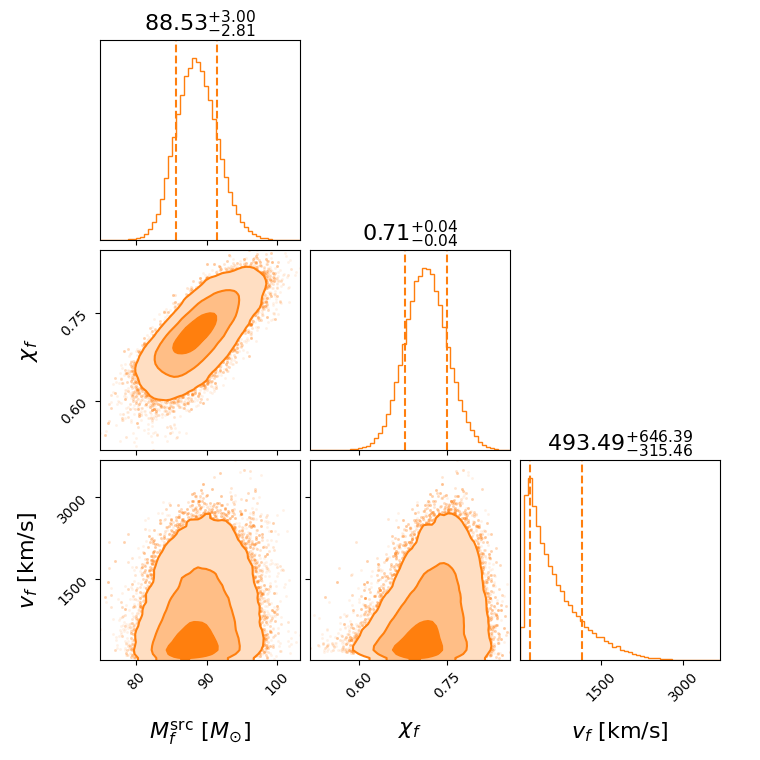 88.53^{+3.00}_{−2.81}
0.71^{+0.04}_{−0.04}
0.75
0.60
χ_f
493.49^{+646.39}_{−315.46}
3000
1500
v_f [km/s]
80 90 100
0.60 0.75
1500 3000
M_f^{src} [M_⊙]
χ_f
v_f [km/s]